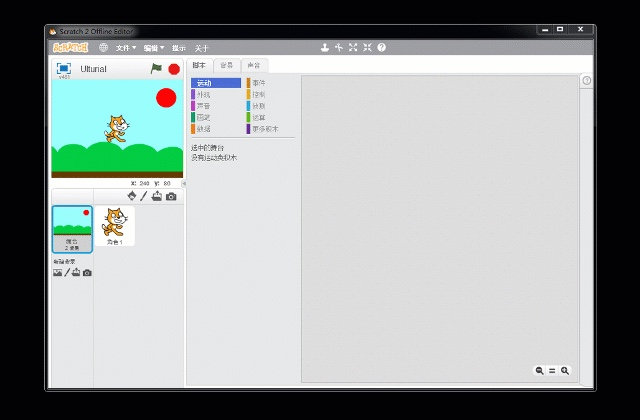 Scratch 2 Offline Editor
SCRATCH
文件▼ 编辑▼ 提示 关于
Ulturial
v461
脚本 背景 声音
运动 事件
外观 控制
声音 侦测
画笔 运算
数据 更多积木
选中的舞台
没有运动类积木
X: 240 Y: 80
舞台
2 背景
角色 1
新建背景